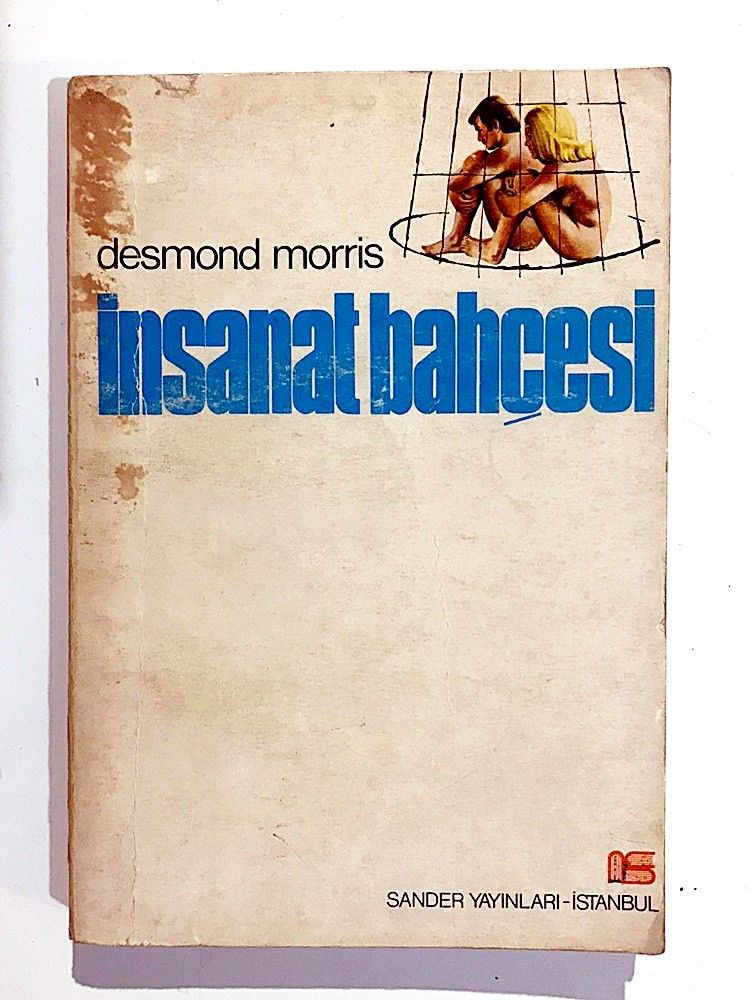 desmond morris
insanat bahçesi
SANDER YAYINLARI-İSTANBUL